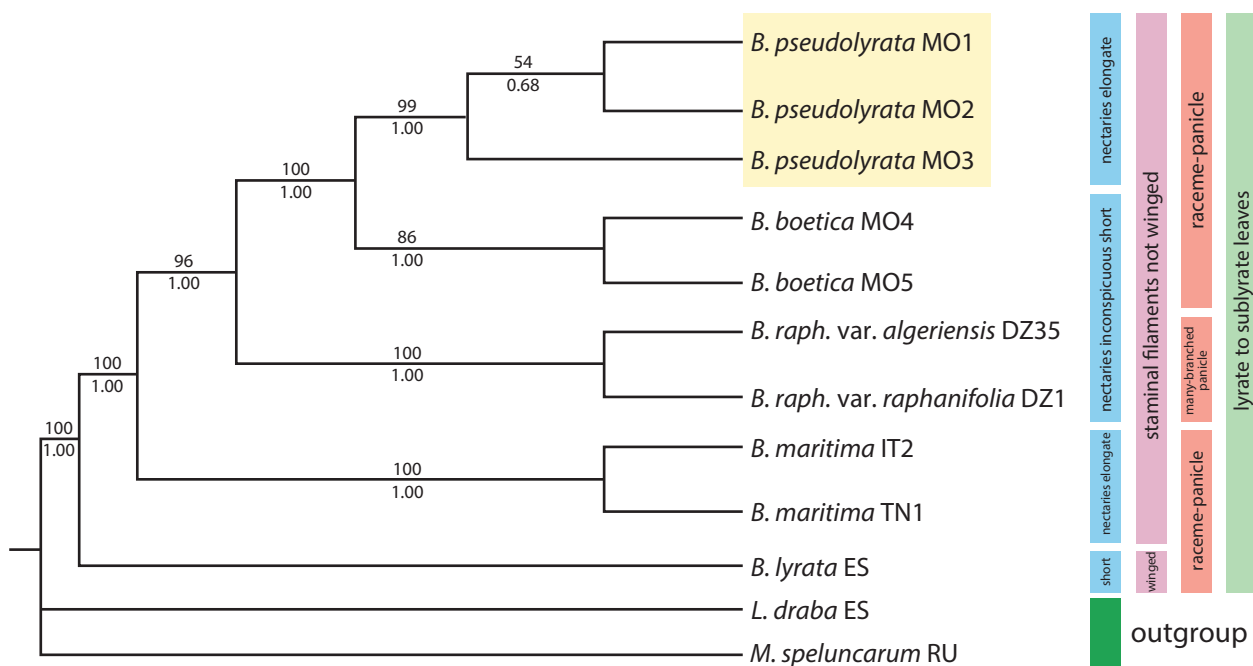 B. pseudolyrata MO1
54
0.68
B. pseudolyrata MO2
99
1.00
B. pseudolyrata MO3
100
1.00
B. boetica MO4
86
1.00
B. boetica MO5
96
1.00
B. raph. var. algeriensis DZ35
100
1.00
B. raph. var. raphanifolia DZ1
100
1.00
B. maritima IT2
100
1.00
B. maritima TN1
100
1.00
B. lyrata ES
L. draba ES
M. speluncarum RU
nectaries elongate
nectaries inconspicuous short
nectaries elongate
short
staminal filaments not winged
winged
raceme-panicle
many-branched
panicle
raceme-panicle
lyrate to sublyrate leaves
outgroup